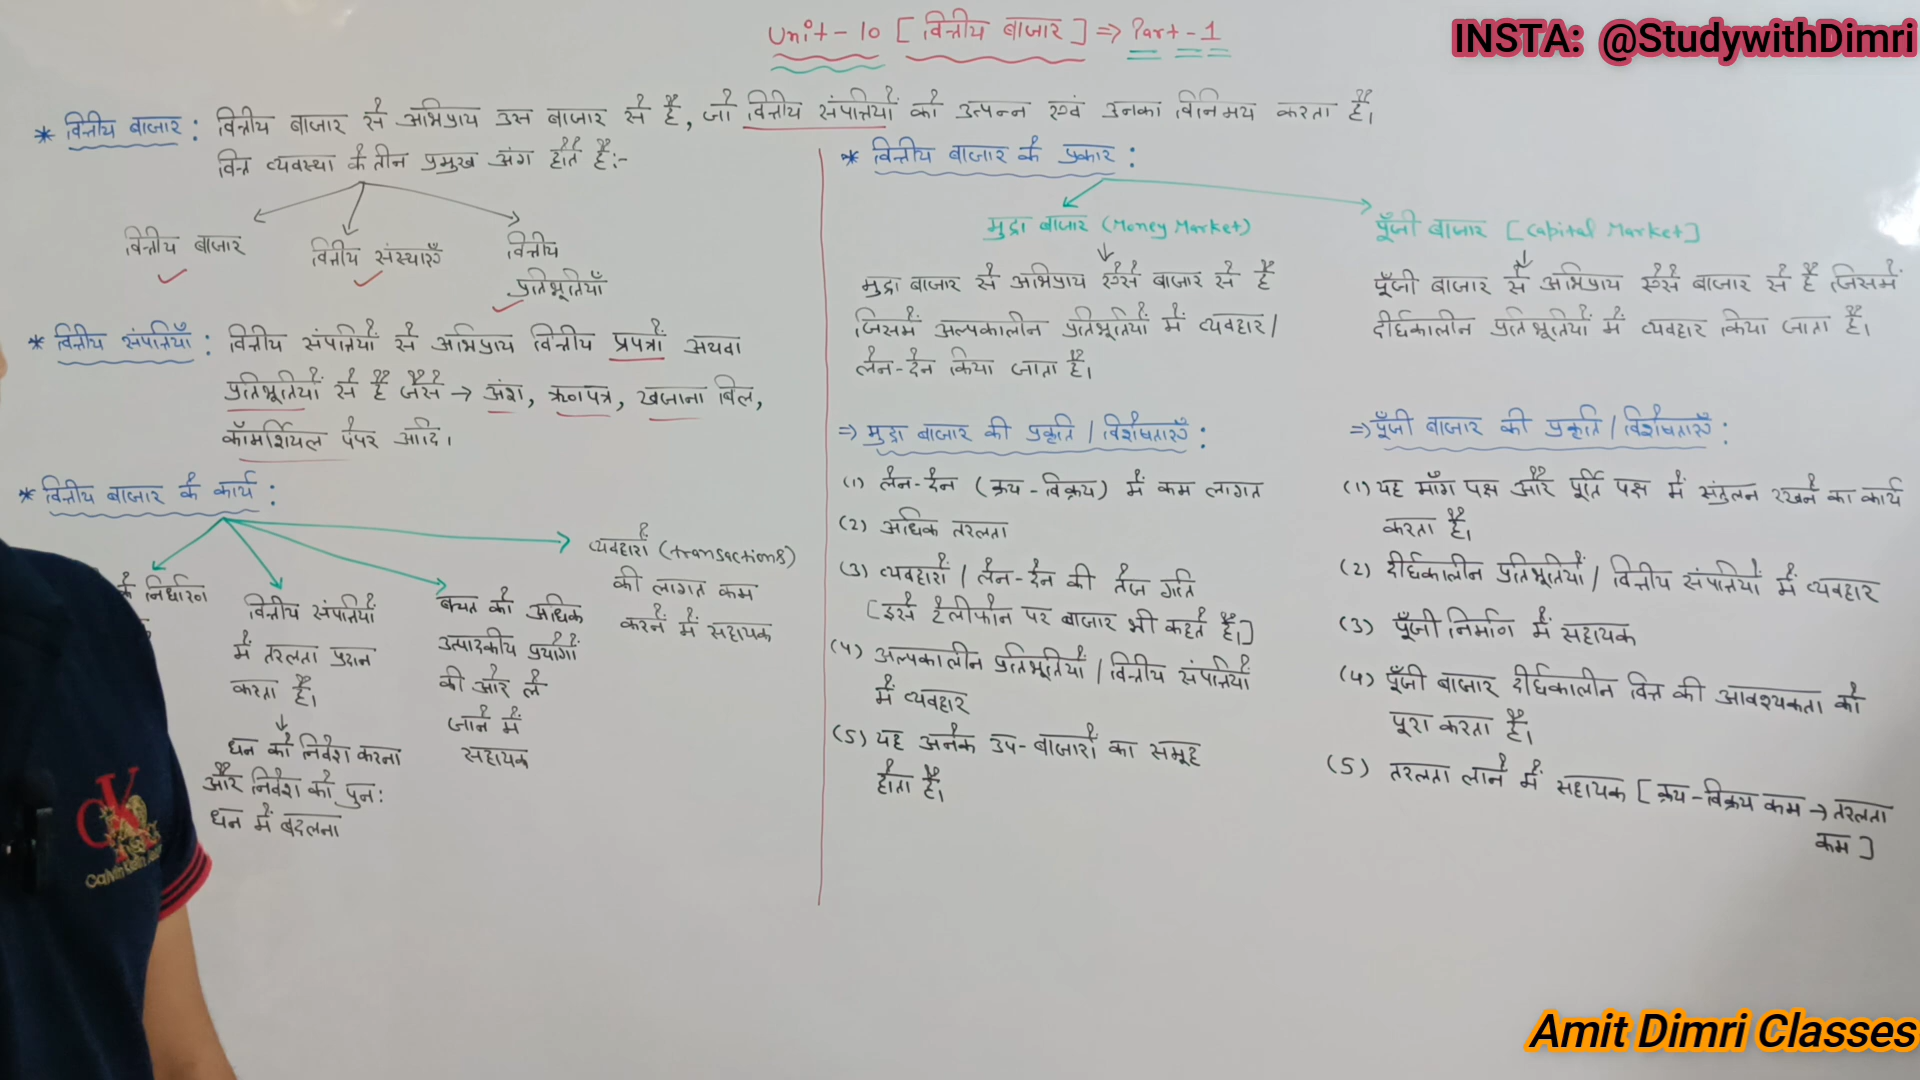 Unit-10 [वित्तीय बाजार] ⇒ Part-1
INSTA: @StudywithDimri
* वित्तीय बाजार : वित्तीय बाजार से अभिप्राय उस बाजार से है, जो वित्तीय संपत्तियों को उत्पन्न एवं उनका विनिमय करता है।
वित्त व्यवस्था के तीन प्रमुख अंग होते हैं:-
वित्तीय बाजार
वित्तीय संस्थाएँ
वित्तीय
प्रतिभूतियाँ
* वित्तीय संपत्तियाँ : वित्तीय संपत्तियों से अभिप्राय वित्तीय प्रपत्रों अथवा
प्रतिभूतियों से है जैसे → अंश, ऋणपत्र, खजाना बिल,
कॉमर्शियल पेपर आदि।
* वित्तीय बाजार के कार्य :
के निर्धारण
वित्तीय संपत्तियों
में तरलता प्रदान
करता है।
↓
धन को निवेश करना
और निवेश को पुन:
धन में बदलना
बचत को अधिक
उत्पादकीय प्रयोगों
की ओर ले
जाने में
सहायक
व्यवहारों (transactions)
की लागत कम
करने में सहायक
* वित्तीय बाजार के प्रकार :
मुद्रा बाजार (Money Market)
↓
मुद्रा बाजार से अभिप्राय ऐसे बाजार से है
जिसमें अल्पकालीन प्रतिभूतियों में व्यवहार/
लेन-देन किया जाता है।
⇒ मुद्रा बाजार की प्रकृति / विशेषताएँ :
(1) लेन-देन (क्रय-विक्रय) में कम लागत
(2) अधिक तरलता
(3) व्यवहारों / लेन-देन की तेज गति
[इसे टेलीफोन पर बाजार भी कहते हैं।]
(4) अल्पकालीन प्रतिभूतियों / वित्तीय संपत्तियों
में व्यवहार
(5) यह अनेक उप-बाजारों का समूह
होता है।
पूँजी बाजार [Capital Market]
↓
पूँजी बाजार से अभिप्राय ऐसे बाजार से है जिसमें
दीर्घकालीन प्रतिभूतियों में व्यवहार किया जाता है।
⇒ पूँजी बाजार की प्रकृति / विशेषताएँ :
(1) यह माँग पक्ष और पूर्ति पक्ष में संतुलन रखने का कार्य
करता है।
(2) दीर्घकालीन प्रतिभूतियों / वित्तीय संपत्तियों में व्यवहार
(3) पूँजी निर्माण में सहायक
(4) पूँजी बाजार दीर्घकालीन वित्त की आवश्यकता को
पूरा करता है।
(5) तरलता लाने में सहायक [क्रय-विक्रय कम → तरलता
कम]
CK
Calvin Klein
Amit Dimri Classes